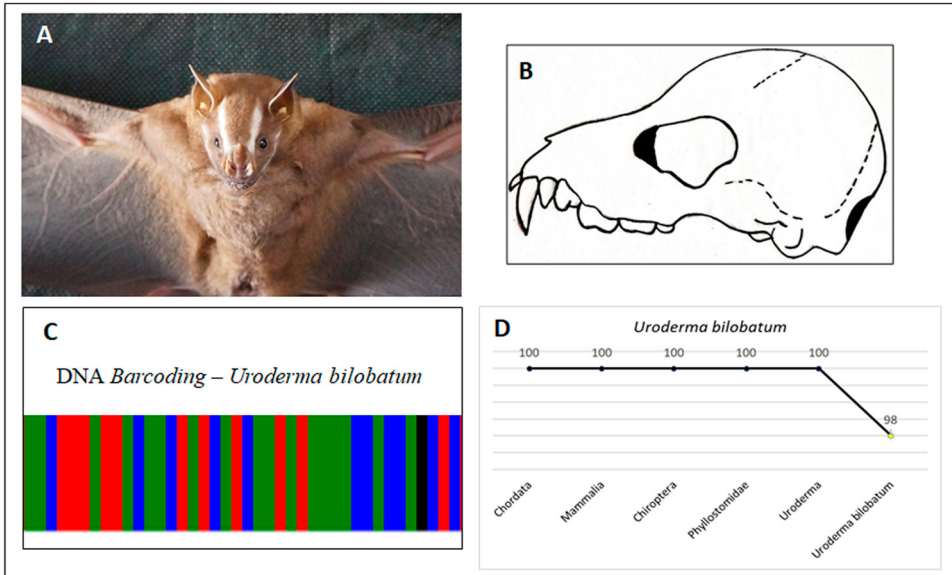 A
B
C
DNA Barcoding – Uroderma bilobatum
D
Uroderma bilobatum
100 100 100 100 100
98
Chordata
Mammalia
Chiroptera
Phyllostomidae
Uroderma
Uroderma bilobatum